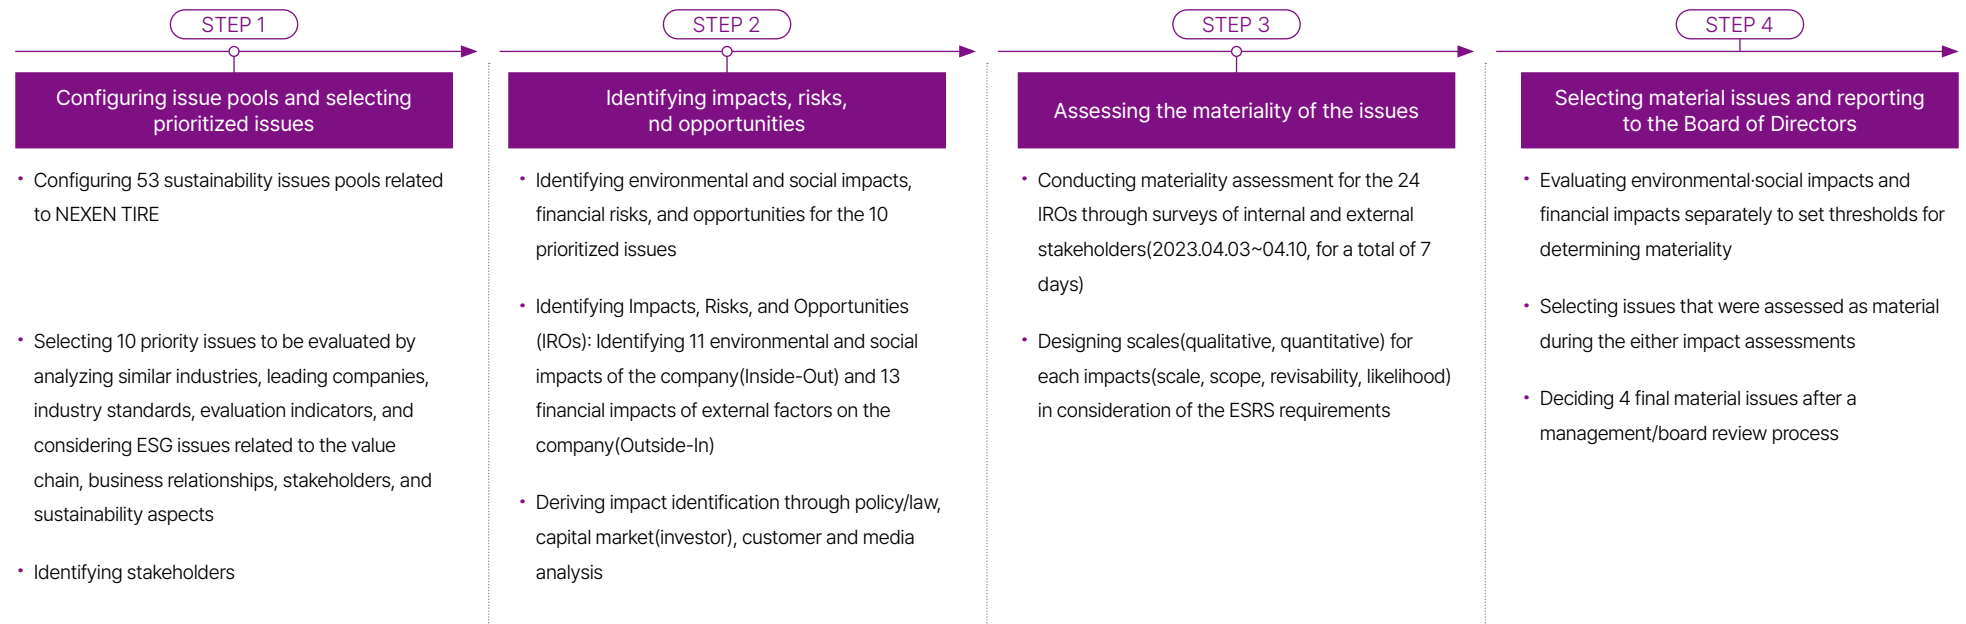 STEP 1
Configuring issue pools and selecting
prioritized issues
• Configuring 53 sustainability issues pools related
to NEXEN TIRE
• Selecting 10 priority issues to be evaluated by
analyzing similar industries, leading companies,
industry standards, evaluation indicators, and
considering ESG issues related to the value
chain, business relationships, stakeholders, and
sustainability aspects
• Identifying stakeholders
STEP 2
Identifying impacts, risks,
nd opportunities
• Identifying environmental and social impacts,
financial risks, and opportunities for the 10
prioritized issues
• Identifying Impacts, Risks, and Opportunities
(IROs): Identifying 11 environmental and social
impacts of the company(Inside-Out) and 13
financial impacts of external factors on the
company(Outside-In)
• Deriving impact identification through policy/law,
capital market(investor), customer and media
analysis
STEP 3
Assessing the materiality of the issues
• Conducting materiality assessment for the 24
IROs through surveys of internal and external
stakeholders(2023.04.03~04.10, for a total of 7
days)
• Designing scales(qualitative, quantitative) for
each impacts(scale, scope, revisability, likelihood)
in consideration of the ESRS requirements
STEP 4
Selecting material issues and reporting
to the Board of Directors
• Evaluating environmental·social impacts and
financial impacts separately to set thresholds for
determining materiality
• Selecting issues that were assessed as material
during the either impact assessments
• Deciding 4 final material issues after a
management/board review process